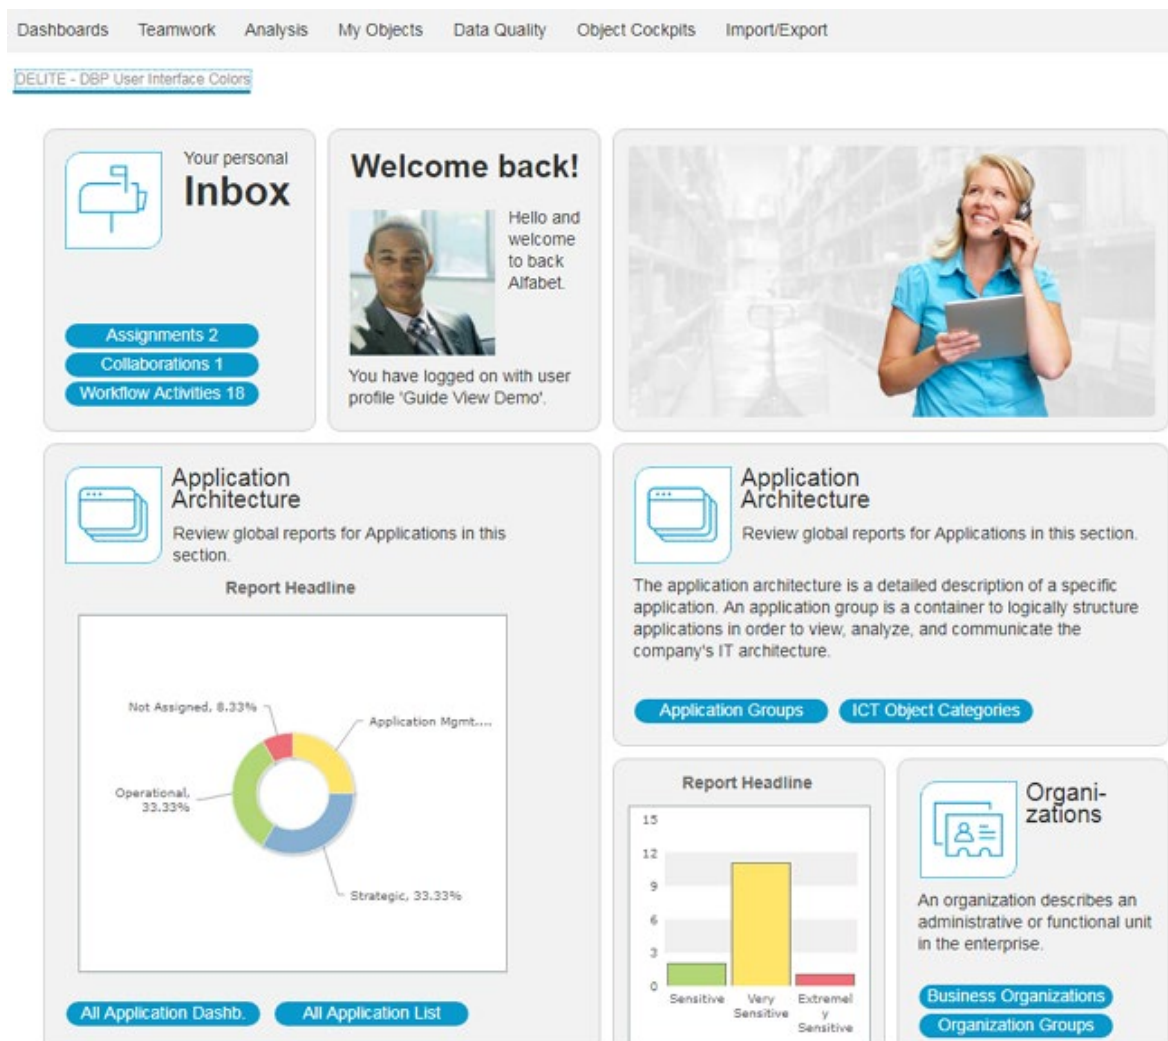 Dashboards Teamwork Analysis My Objects Data Quality Object Cockpits Import/Export
DELITE - DBP User Interface Colors
Your personal
Inbox
Assignments 2
Collaborations 1
Workflow Activities 18
Welcome back!
Hello and
welcome
to back
Alfabet.
You have logged on with user
profile 'Guide View Demo'.
Application
Architecture
Review global reports for Applications in this
section.
Report Headline
Not Assigned, 8.33%
Application Mgmt....
Operational,
33.33%
Strategic, 33.33%
All Application Dashb.
All Application List
Application
Architecture
Review global reports for Applications in this section.
The application architecture is a detailed description of a specific
application. An application group is a container to logically structure
applications in order to view, analyze, and communicate the
company's IT architecture.
Application Groups
ICT Object Categories
Report Headline
15
12
9
6
3
0
Sensitive
Very
Sensitive
Extremel
y
Sensitive
Organi-
zations
An organization describes an
administrative or functional unit
in the enterprise.
Business Organizations
Organization Groups